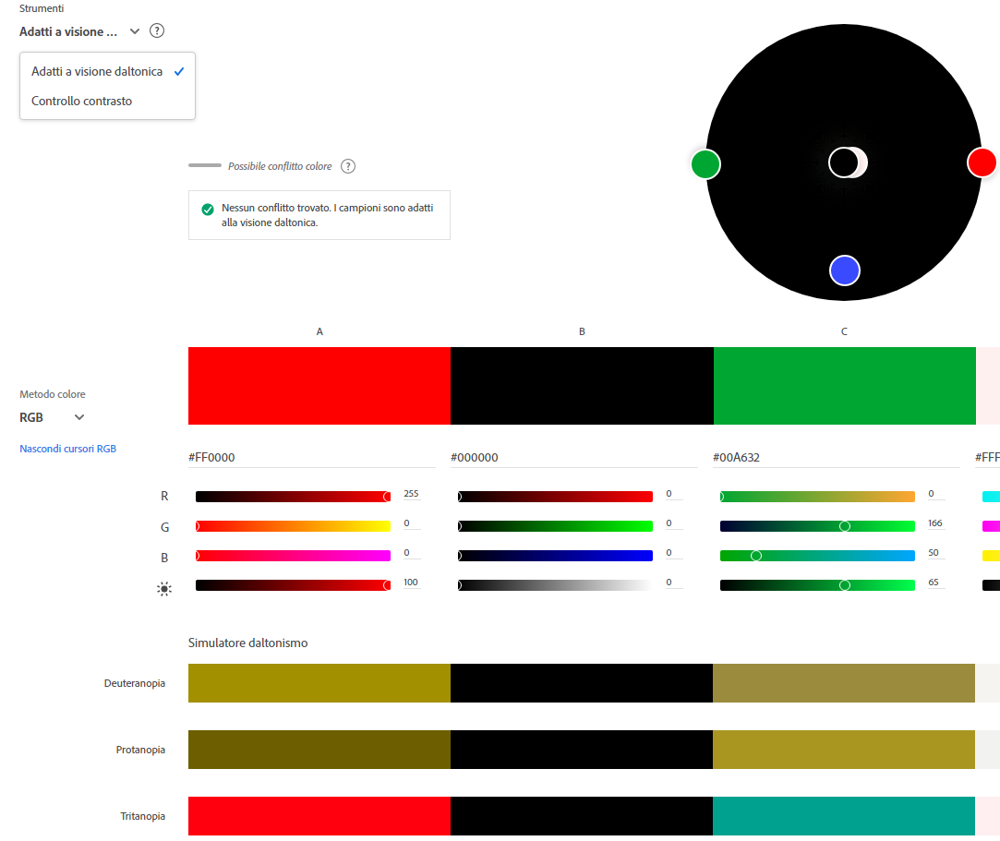 Strumenti
Adatti a visione ...
?
Adatti a visione daltonica
Controllo contrasto
Possibile conflitto colore
?
Nessun conflitto trovato. I campioni sono adatti
alla visione daltonica.
A B C
Metodo colore
RGB
Nascondi cursori RGB
#FF0000 #000000 #00A632 #FFF
R 255 0 0
G 0 0 166
B 0 0 50
100 0 65
Simulatore daltonismo
Deuteranopia
Protanopia
Tritanopia